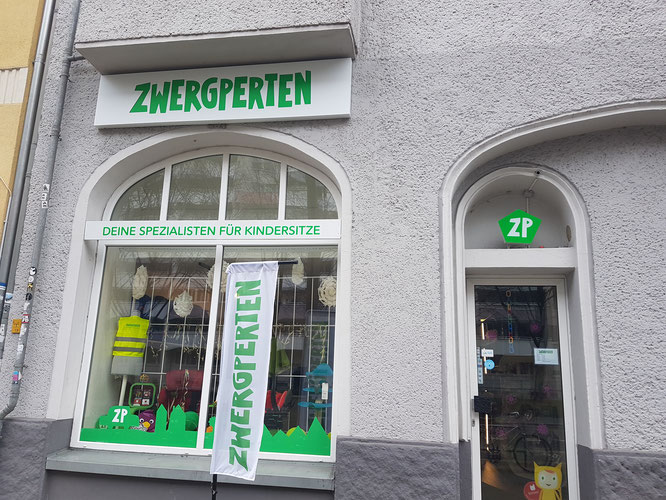 ZWERGPERTEN
DEINE SPEZIALISTEN FÜR KINDERSITZE
ZP
ZWERGPERTEN
ZP